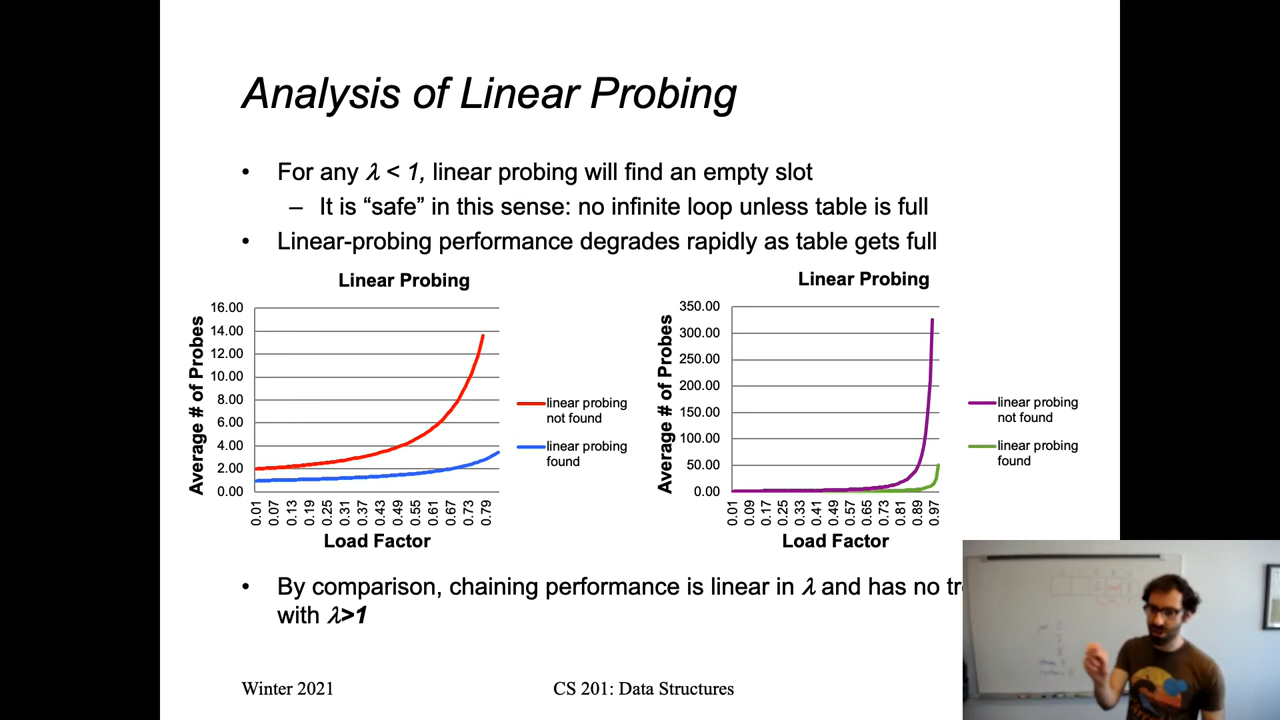 Analysis of Linear Probing
• For any λ < 1, linear probing will find an empty slot
– It is “safe” in this sense: no infinite loop unless table is full
• Linear-probing performance degrades rapidly as table gets full
Linear Probing
Average # of Probes
16.00
14.00
12.00
10.00
8.00
6.00
4.00
2.00
0.00
0.01 0.07 0.13 0.19 0.25 0.31 0.37 0.43 0.49 0.55 0.61 0.67 0.73 0.79
Load Factor
linear probing
not found
linear probing
found
Linear Probing
Average # of Probes
350.00
300.00
250.00
200.00
150.00
100.00
50.00
0.00
0.01 0.09 0.17 0.25 0.33 0.41 0.49 0.57 0.65 0.73 0.81 0.89 0.97
Load Factor
linear probing
not found
linear probing
found
• By comparison, chaining performance is linear in λ and has no
with λ>1
Winter 2021
CS 201: Data Structures